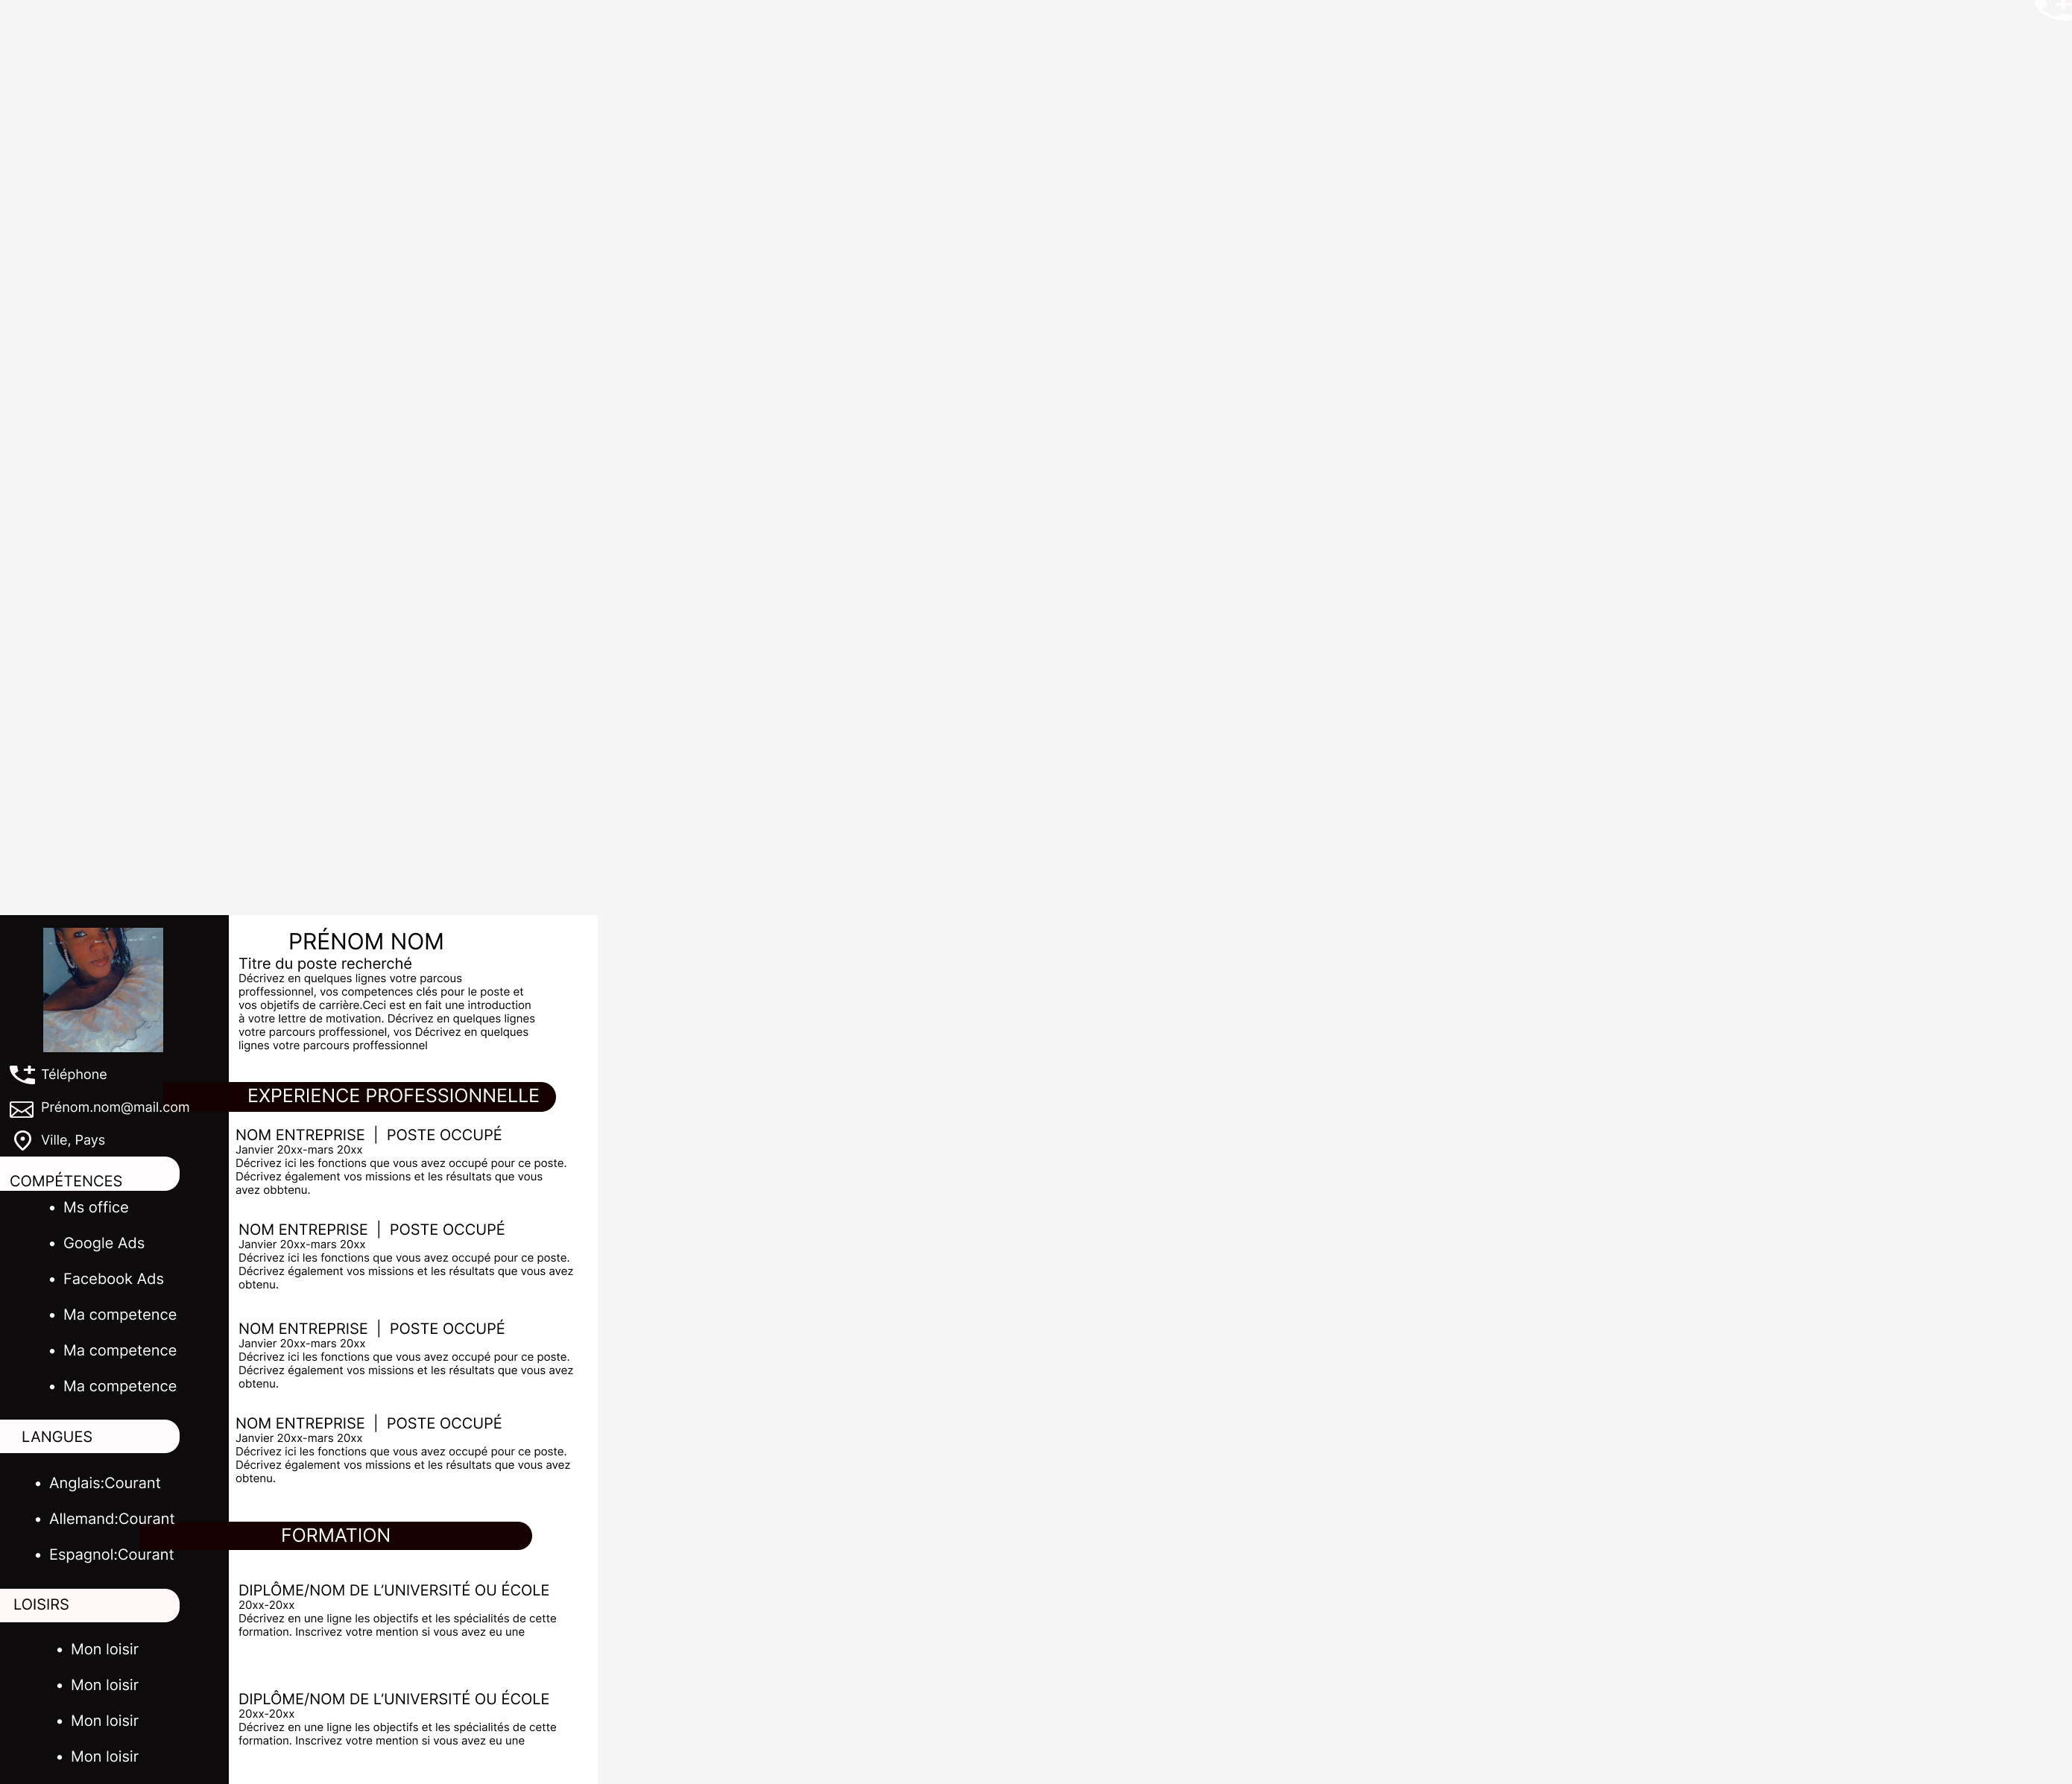 Téléphone
Prénom.nom@mail.com
Ville, Pays
COMPÉTENCES
• Ms office
• Google Ads
• Facebook Ads
• Ma competence
• Ma competence
• Ma competence
LANGUES
• Anglais:Courant
• Allemand:Courant
• Espagnol:Courant
LOISIRS
• Mon loisir
• Mon loisir
• Mon loisir
• Mon loisir
PRÉNOM NOM
Titre du poste recherché
Décrivez en quelques lignes votre parcous
proffessionnel, vos competences clés pour le poste et
vos objetifs de carrière.Ceci est en fait une introduction
à votre lettre de motivation. Décrivez en quelques lignes
votre parcours proffessionel, vos Décrivez en quelques
lignes votre parcours proffessionnel
EXPERIENCE PROFESSIONNELLE
NOM ENTREPRISE | POSTE OCCUPÉ
Janvier 20xx-mars 20xx
Décrivez ici les fonctions que vous avez occupé pour ce poste.
Décrivez également vos missions et les résultats que vous
avez obbtenu.
NOM ENTREPRISE | POSTE OCCUPÉ
Janvier 20xx-mars 20xx
Décrivez ici les fonctions que vous avez occupé pour ce poste.
Décrivez également vos missions et les résultats que vous avez
obtenu.
NOM ENTREPRISE | POSTE OCCUPÉ
Janvier 20xx-mars 20xx
Décrivez ici les fonctions que vous avez occupé pour ce poste.
Décrivez également vos missions et les résultats que vous avez
obtenu.
NOM ENTREPRISE | POSTE OCCUPÉ
Janvier 20xx-mars 20xx
Décrivez ici les fonctions que vous avez occupé pour ce poste.
Décrivez également vos missions et les résultats que vous avez
obtenu.
FORMATION
DIPLÔME/NOM DE L’UNIVERSITÉ OU ÉCOLE
20xx-20xx
Décrivez en une ligne les objectifs et les spécialités de cette
formation. Inscrivez votre mention si vous avez eu une
DIPLÔME/NOM DE L’UNIVERSITÉ OU ÉCOLE
20xx-20xx
Décrivez en une ligne les objectifs et les spécialités de cette
formation. Inscrivez votre mention si vous avez eu une